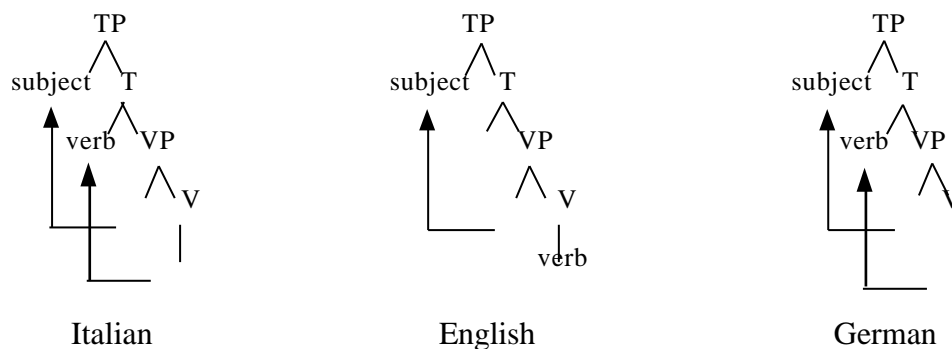 TP TP TP
subject T subject T subject T
verb VP VP verb VP
V V V
verb
Italian English German